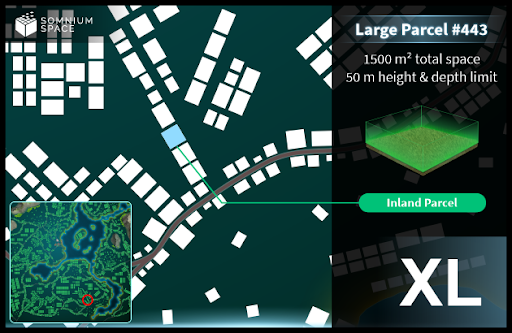 SOMNIUM
SPACE
Large Parcel #443
1500 m² total space
50 m height & depth limit
Inland Parcel
XL